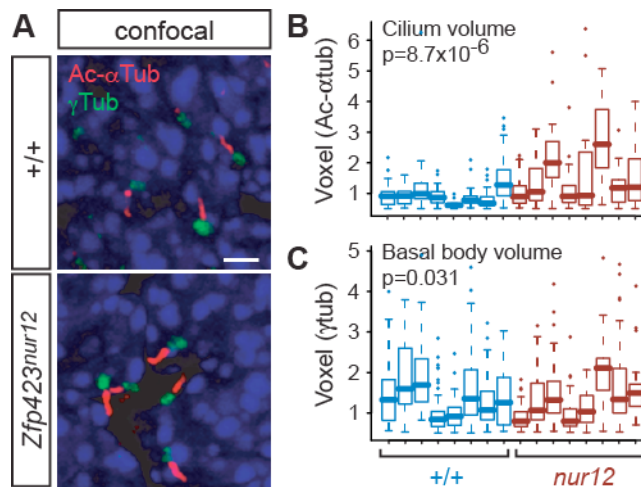 A
confocal
+/+
Ac-αTub
γTub
Zfp423nur12
B
Cilium volume
p=8.7x10⁻⁶
Voxel (Ac-αtub)
6
5
4
3
2
1
C
Basal body volume
p=0.031
Voxel (γtub)
5
4
3
2
1
+/+
nur12